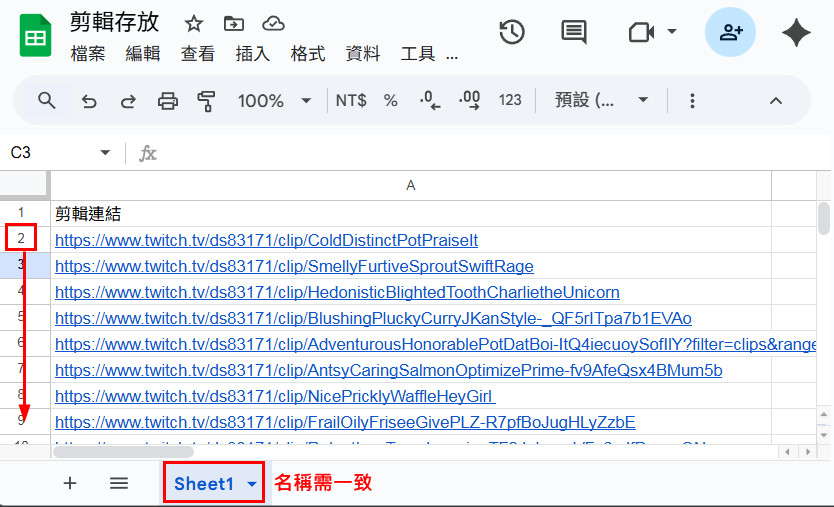 剪輯存放
檔案 編輯 查看 插入 格式 資料 工具 ...
100% NT$ % .0 .00 123 預設 (...
C3 fx
A
1 剪輯連結
2 https://www.twitch.tv/ds83171/clip/ColdDistinctPotPraiseIt
3 https://www.twitch.tv/ds83171/clip/SmellyFurtiveSproutSwiftRage
4 https://www.twitch.tv/ds83171/clip/HedonisticBlightedToothCharlietheUnicorn
5 https://www.twitch.tv/ds83171/clip/BlushingPluckyCurryJKanStyle-_QF5rITpa7b1EVAo
6 https://www.twitch.tv/ds83171/clip/AdventurousHonorablePotDatBoi-ItQ4iecuoySofIlY?filter=clips&range
7 https://www.twitch.tv/ds83171/clip/AntsyCaringSalmonOptimizePrime-fv9AfeQsx4BMum5b
8 https://www.twitch.tv/ds83171/clip/NicePricklyWaffleHeyGirl
9 https://www.twitch.tv/ds83171/clip/FrailOilyFriseeGivePLZ-R7pfBoJugHLyZzbE
Sheet1 名稱需一致